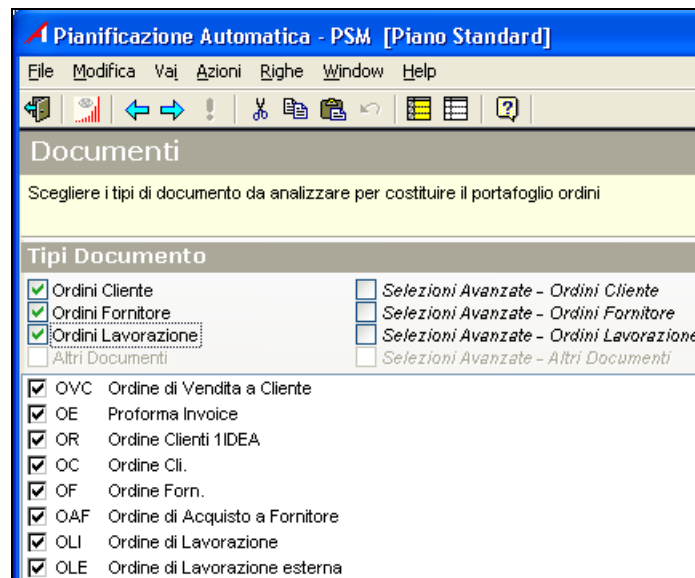 Pianificazione Automatica - PSM [Piano Standard]
File Modifica Vai Azioni Righe Window Help
Documenti
Scegliere i tipi di documento da analizzare per costituire il portafoglio ordini
Tipi Documento
Ordini Cliente Selezioni Avanzate - Ordini Cliente
Ordini Fornitore Selezioni Avanzate - Ordini Fornitore
Ordini Lavorazione Selezioni Avanzate - Ordini Lavorazione
Altri Documenti Selezioni Avanzate - Altri Documenti
OVC Ordine di Vendita a Cliente
OE Proforma Invoice
OR Ordine Clienti 1IDEA
OC Ordine Cli.
OF Ordine Forn.
OAF Ordine di Acquisto a Fornitore
OLI Ordine di Lavorazione
OLE Ordine di Lavorazione esterna